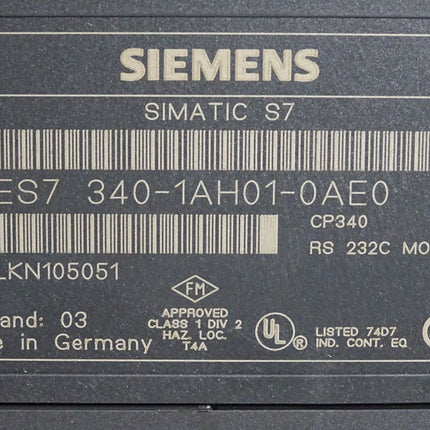 SIEMENS
SIMATIC S7
ES7 340-1AH01-0AE0
CP340
RS 232C MO
LKN105051
FM
APPROVED
CLASS 1 DIV 2
HAZ. LOC.
T4A
and: 03
e in Germany
UL ®
LISTED 74D7
IND. CONT. EQ